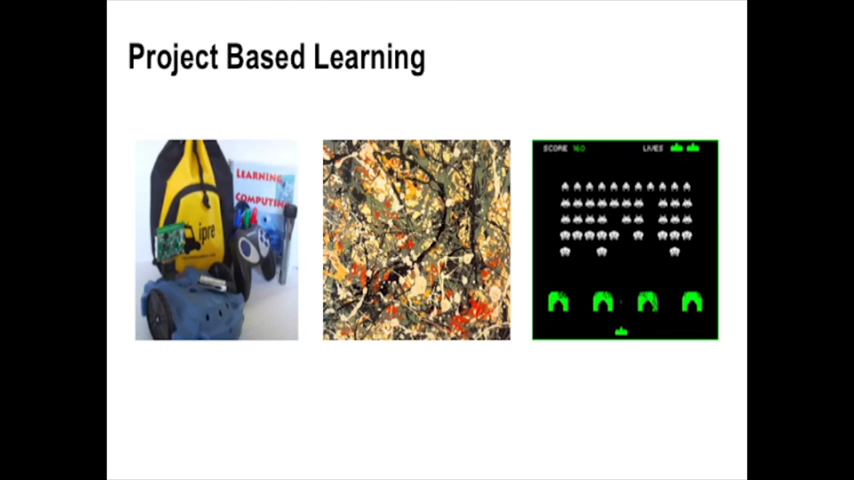 Project Based Learning
LEARNING
COMPUTING
ipre
SCORE 160 LIVES